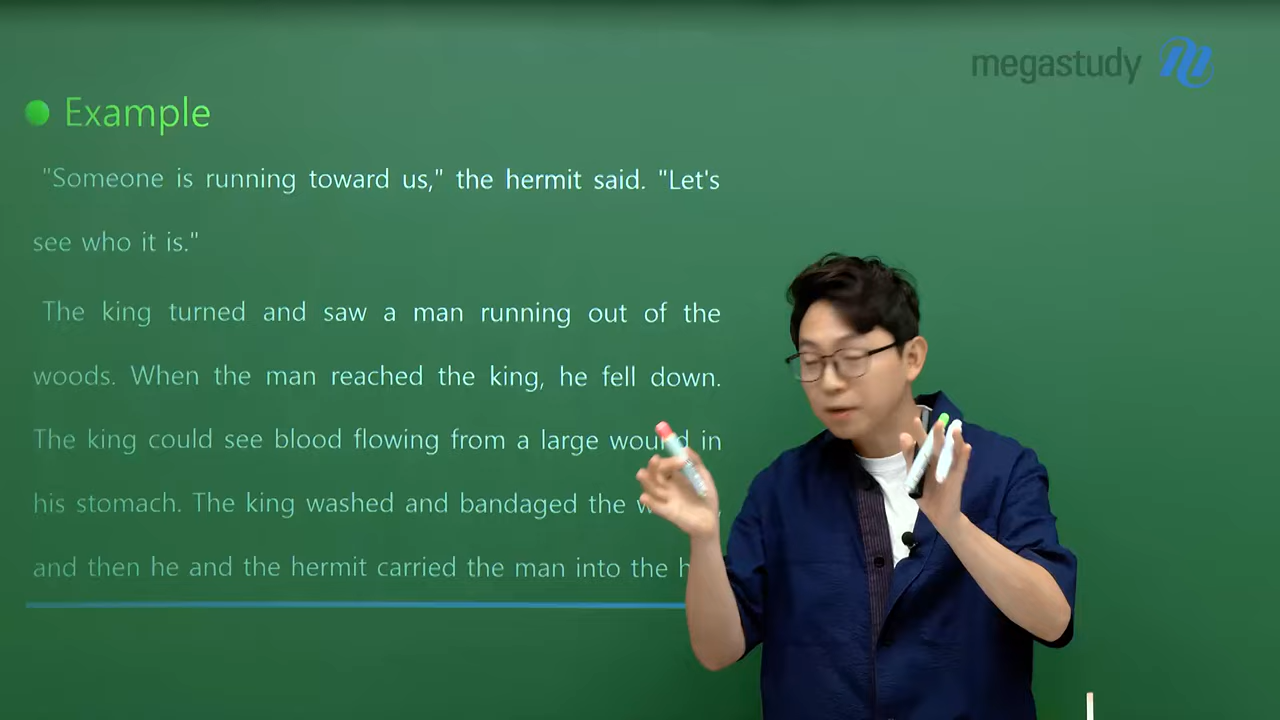 megastudy
Example
"Someone is running toward us," the hermit said. "Let's
see who it is."
The king turned and saw a man running out of the
woods. When the man reached the king, he fell down.
The king could see blood flowing from a large wound in
his stomach. The king washed and bandaged the
and then he and the hermit carried the man into the